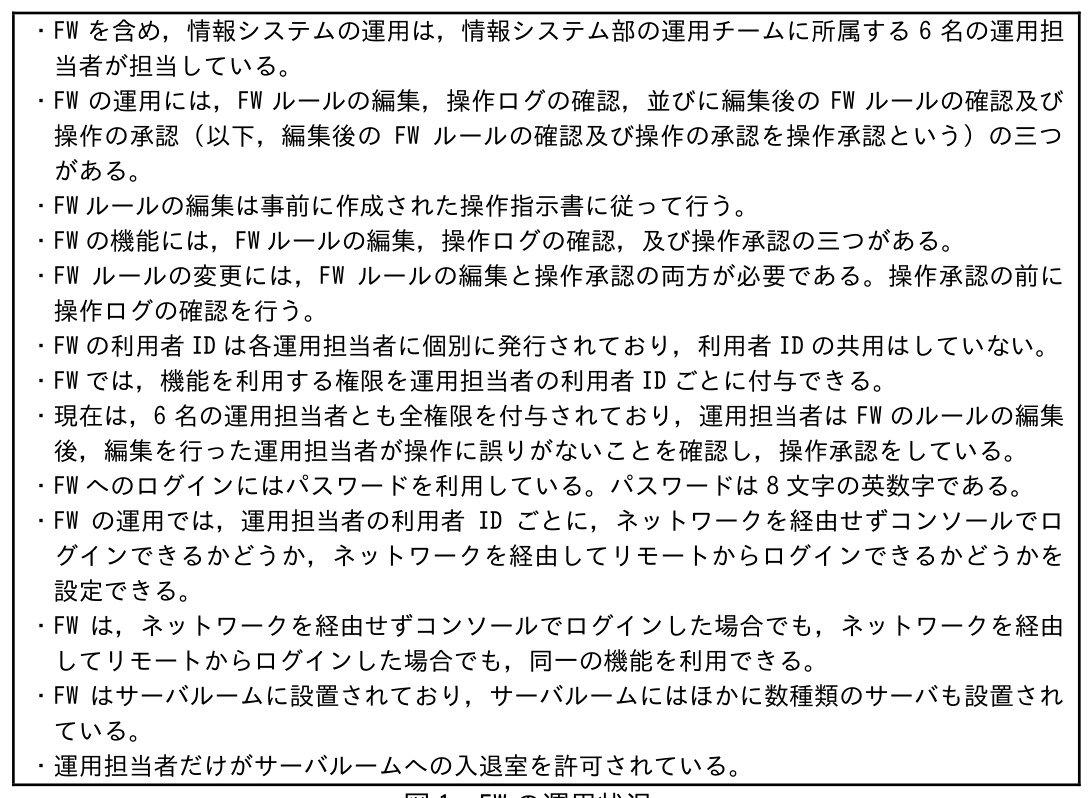 ・FW を含め，情報システムの運用は，情報システム部の運用チームに所属する 6 名の運用担
当者が担当している。
・FW の運用には，FW ルールの編集，操作ログの確認，並びに編集後の FW ルールの確認及び
操作の承認（以下，編集後の FW ルールの確認及び操作の承認を操作承認という）の三つ
がある。
・FW ルールの編集は事前に作成された操作指示書に従って行う。
・FW の機能には，FW ルールの編集，操作ログの確認，及び操作承認の三つがある。
・FW ルールの変更には，FW ルールの編集と操作承認の両方が必要である。操作承認の前に
操作ログの確認を行う。
・FW の利用者 ID は各運用担当者に個別に発行されており，利用者 ID の共用はしていない。
・FW では，機能を利用する権限を運用担当者の利用者 ID ごとに付与できる。
・現在は，6 名の運用担当者とも全権限を付与されており，運用担当者は FW のルールの編集
後，編集を行った運用担当者が操作に誤りがないことを確認し，操作承認をしている。
・FW へのログインにはパスワードを利用している。パスワードは 8 文字の英数字である。
・FW の運用では，運用担当者の利用者 ID ごとに，ネットワークを経由せずコンソールでロ
グインできるかどうか，ネットワークを経由してリモートからログインできるかどうかを
設定できる。
・FW は，ネットワークを経由せずコンソールでログインした場合でも，ネットワークを経由
してリモートからログインした場合でも，同一の機能を利用できる。
・FW はサーバルームに設置されており，サーバルームにはほかに数種類のサーバも設置され
ている。
・運用担当者だけがサーバルームへの入退室を許可されている。